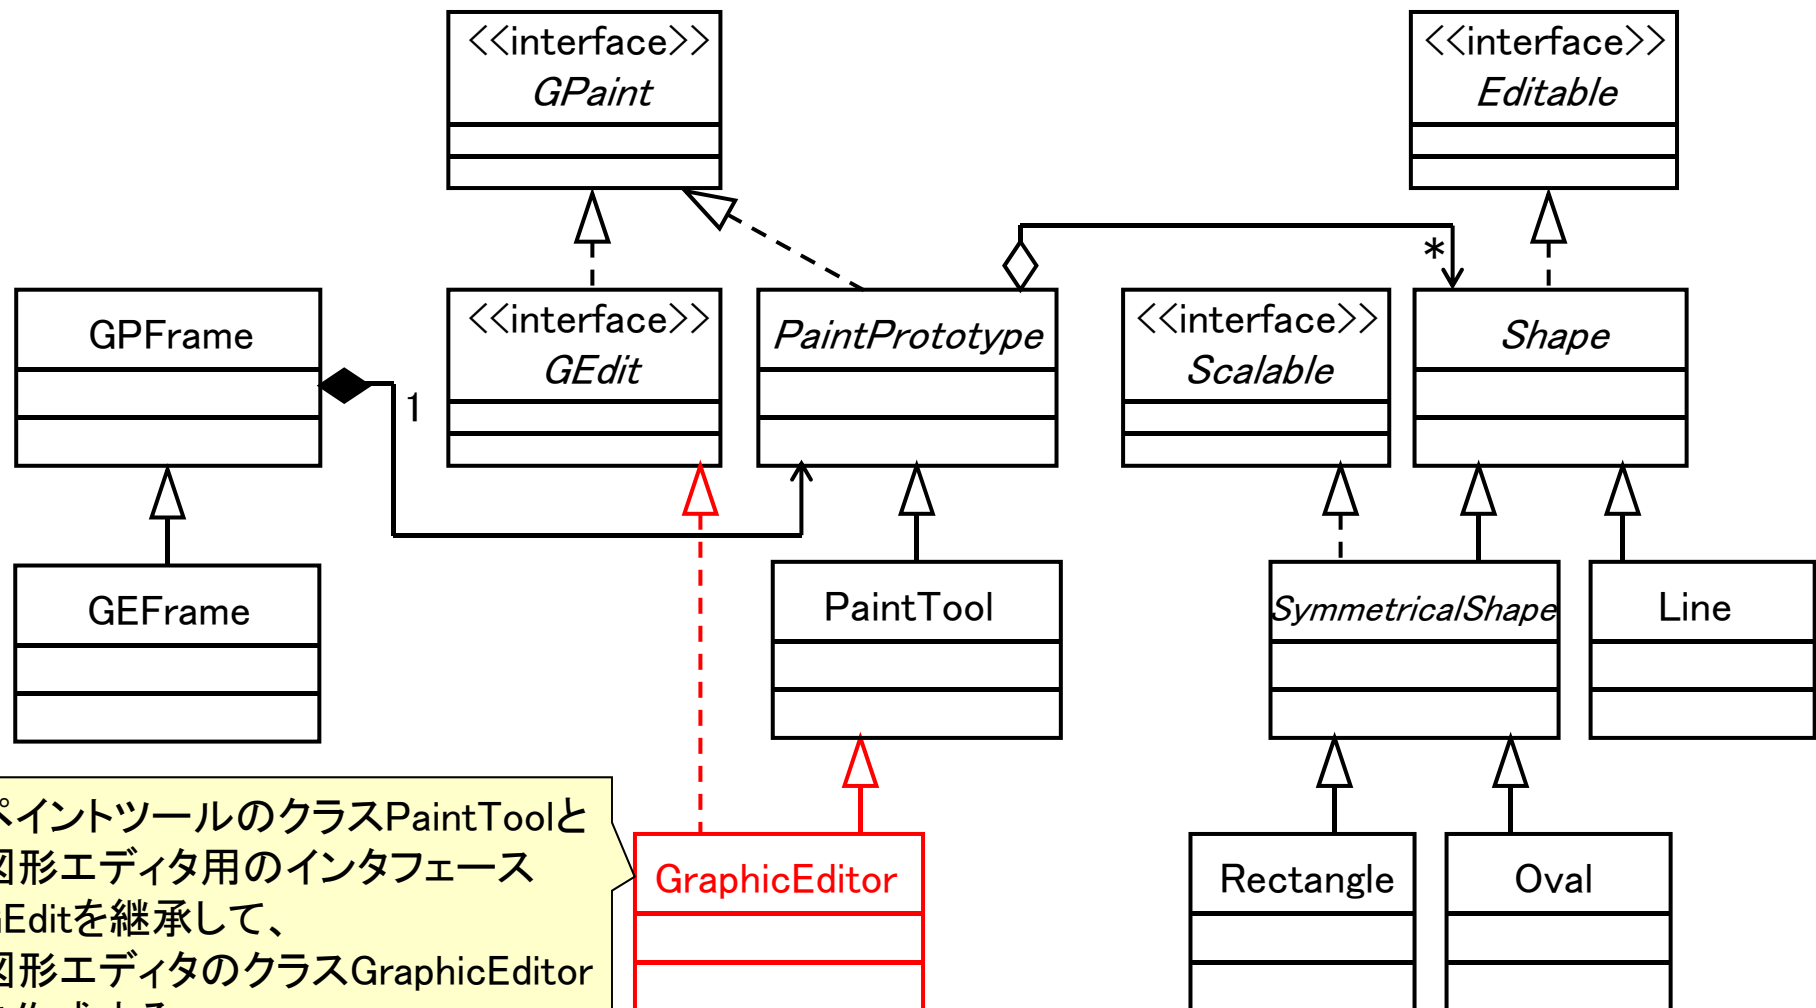 <<interface>>
GPaint
<<interface>>
Editable
*
GPFrame
<<interface>>
GEdit
PaintPrototype
<<interface>>
Scalable
Shape
1
GEFrame
PaintTool
SymmetricalShape
Line
ペイントツールのクラスPaintToolと
図形エディタ用のインタフェース
GEditを継承して、
図形エディタのクラスGraphicEditor
GraphicEditor
Rectangle
Oval